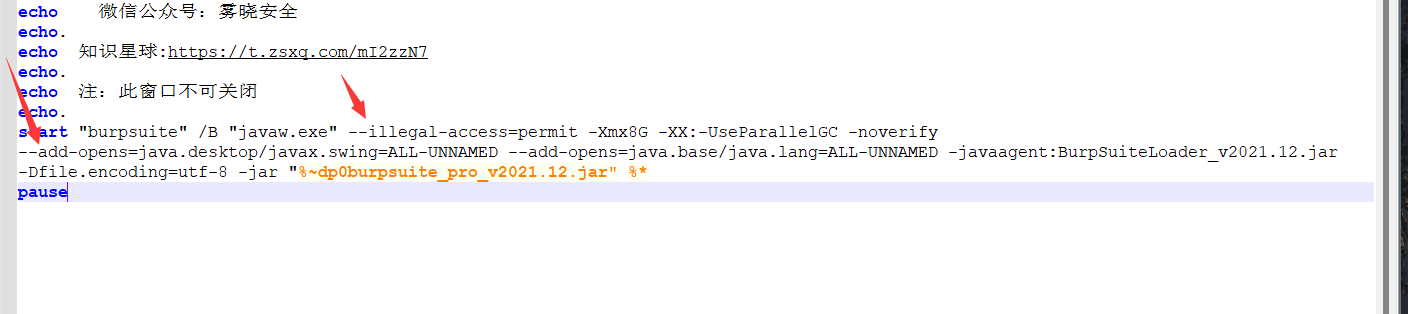 echo    微信公众号：雾晓安全
echo.
echo  知识星球:https://t.zsxq.com/mI2zzN7
echo.
echo  注：此窗口不可关闭
echo.
start "burpsuite" /B "javaw.exe" --illegal-access=permit -Xmx8G -XX:-UseParallelGC -noverify
--add-opens=java.desktop/javax.swing=ALL-UNNAMED --add-opens=java.base/java.lang=ALL-UNNAMED -javaagent:BurpSuiteLoader_v2021.12.jar
-Dfile.encoding=utf-8 -jar "%~dp0burpsuite_pro_v2021.12.jar" %*
pause